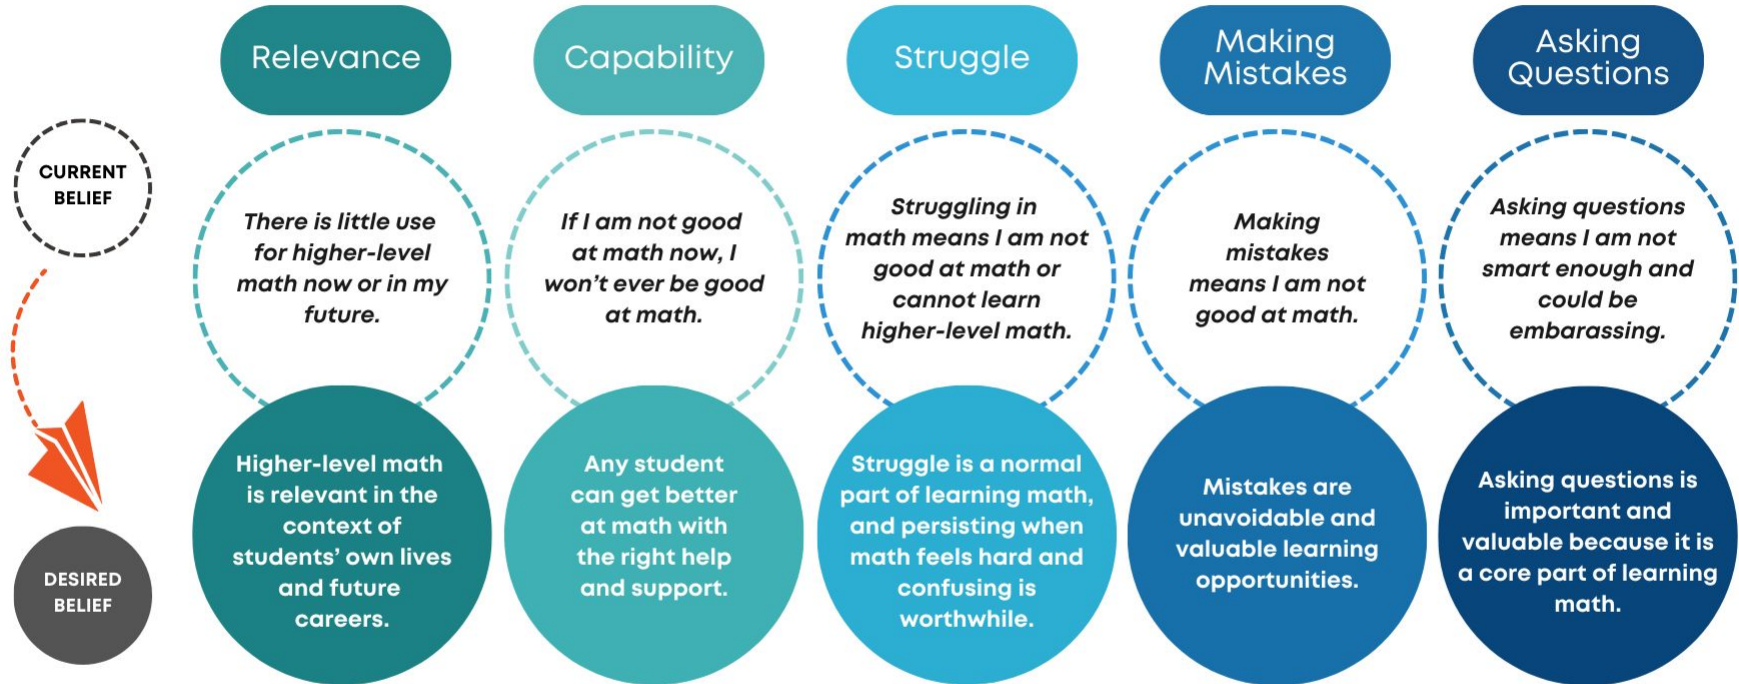 Relevance
Capability
Struggle
Making
Mistakes
Asking
Questions
CURRENT
BELIEF
There is little use
for higher-level
math now or in my
future.
If I am not good
at math now, I
won't ever be good
at math.
Struggling in
math means I am not
good at math or
cannot learn
higher-level math.
Making
mistakes
means I am not
good at math.
Asking questions
means I am not
smart enough and
could be
embarassing.
DESIRED
BELIEF
Higher-level math
is relevant in the
context of
students' own lives
and future
careers.
Any student
can get better
at math with
the right help
and support.
Struggle is a normal
part of learning math,
and persisting when
math feels hard and
confusing is
worthwhile.
Mistakes are
unavoidable and
valuable learning
opportunities.
Asking questions is
important and
valuable because it is
a core part of learning
math.